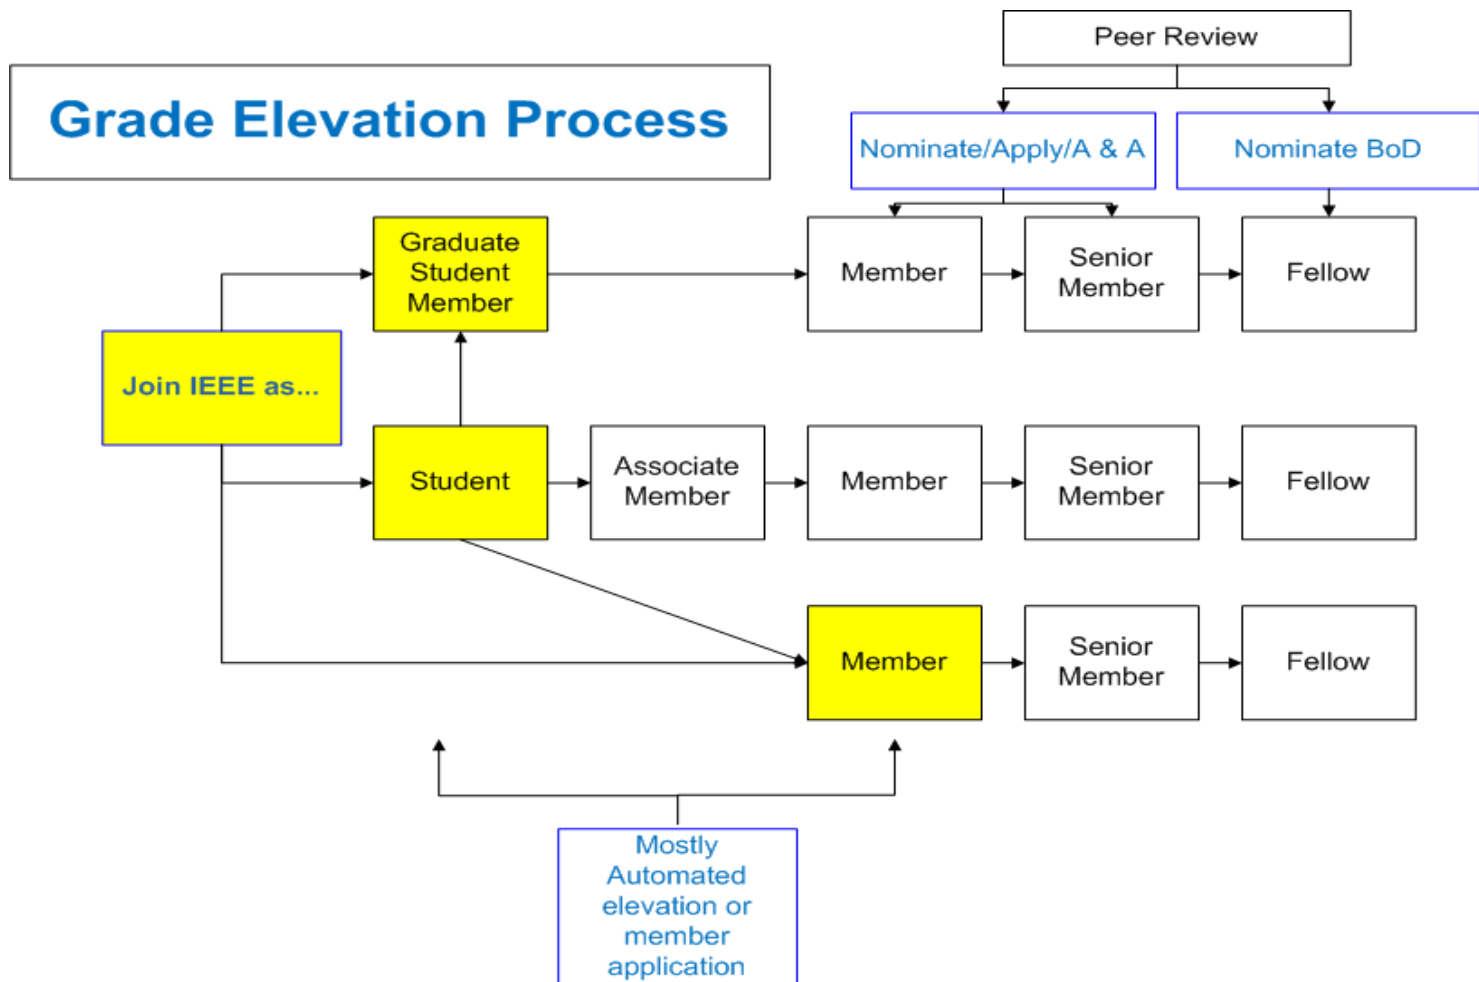 Peer Review
Grade Elevation Process
Nominate/Apply/A & A
Nominate BoD
Graduate
Student
Member
Member
Senior
Member
Fellow
Join IEEE as...
Student
Associate
Member
Member
Senior
Member
Fellow
Member
Senior
Member
Fellow
Mostly
Automated
elevation or
member
application